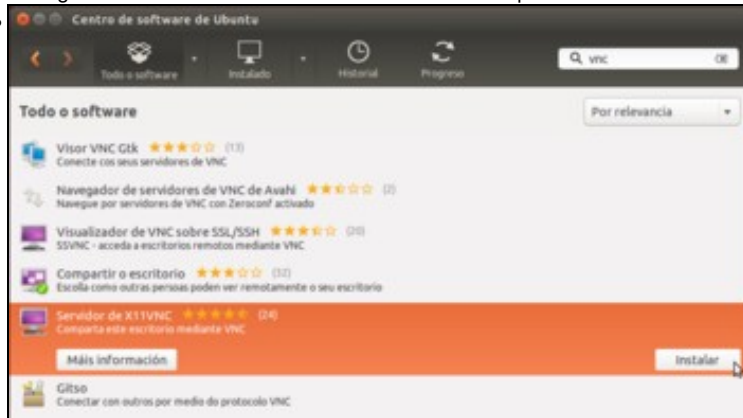 Centro de software de Ubuntu
Todo o software Instalado Historial Progreso vnc
Todo o software Por relevancia
Visor VNC Gtk (13)
Conecte cos seus servidores de VNC
Navegador de servidores de VNC de Avahi (2)
Navegue por servidores de VNC con Zeroconf activado
Visualizador de VNC sobre SSL/SSH (20)
SSVNC - acceda a escritorios remotos mediante VNC
Compartir o escritorio (32)
Escolla como outras persoas poden ver remotamente o seu escritorio
Servidor de X11VNC (24)
Comparta este escritorio mediante VNC
Máis información Instalar
Gitso
Conectar con outros por medio do protocolo VNC